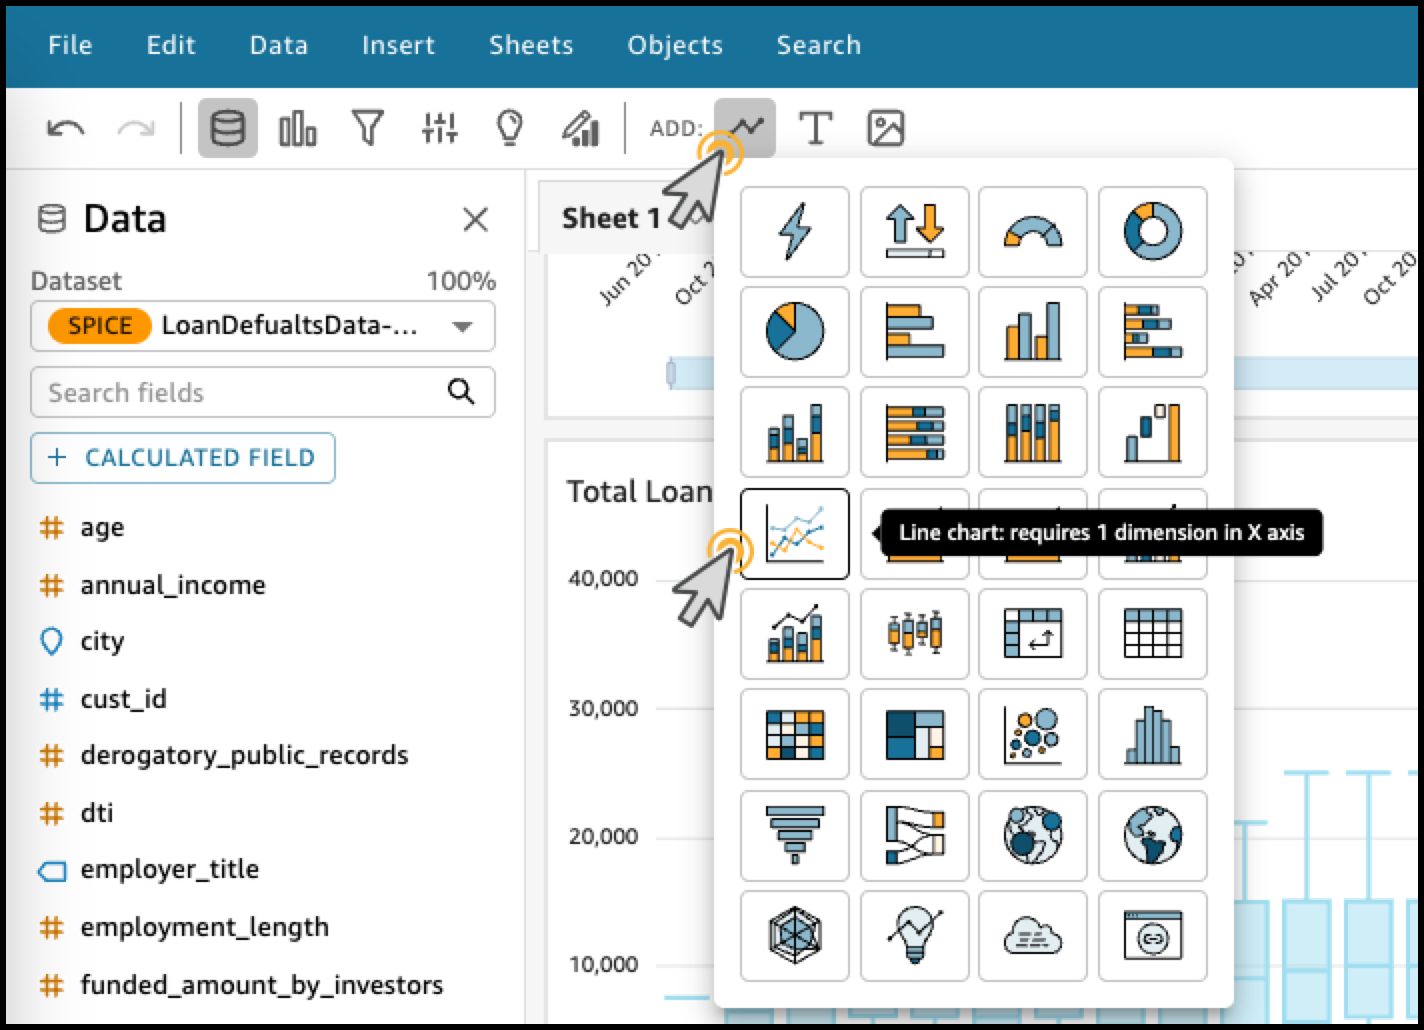 File Edit Data Insert Sheets Objects Search
ADD: T
Data
Sheet 1
Dataset 100%
SPICE LoanDefualtsData-...
Search fields
+ CALCULATED FIELD
Jun 20
Oct 2
Apr 20
Jul 20
Oct 20
Total Loan
Line chart: requires 1 dimension in X axis
40,000
30,000
20,000
10,000
age
annual_income
city
cust_id
derogatory_public_records
dti
employer_title
employment_length
funded_amount_by_investors